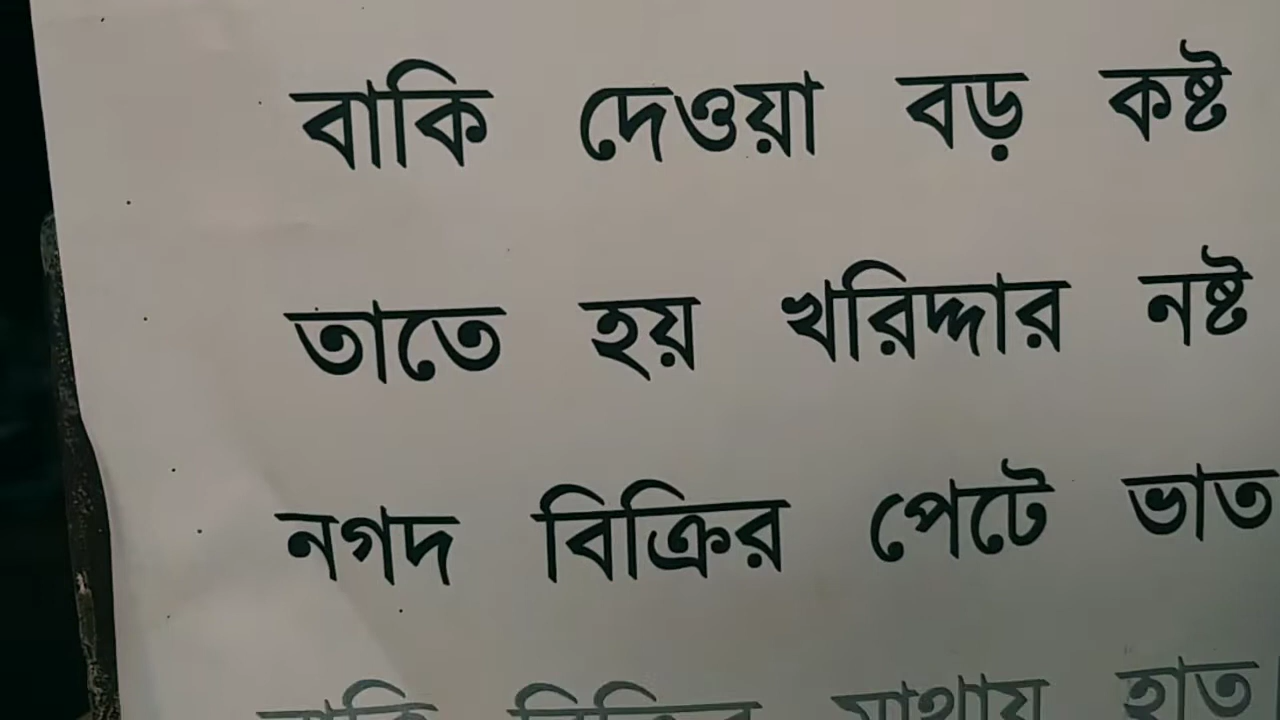 বাকি দেওয়া বড় কষ্ট
তাতে হয় খরিদ্দার নষ্ট
নগদ বিক্রির পেটে ভাত
বাকি বিক্রির মাথায় হাত